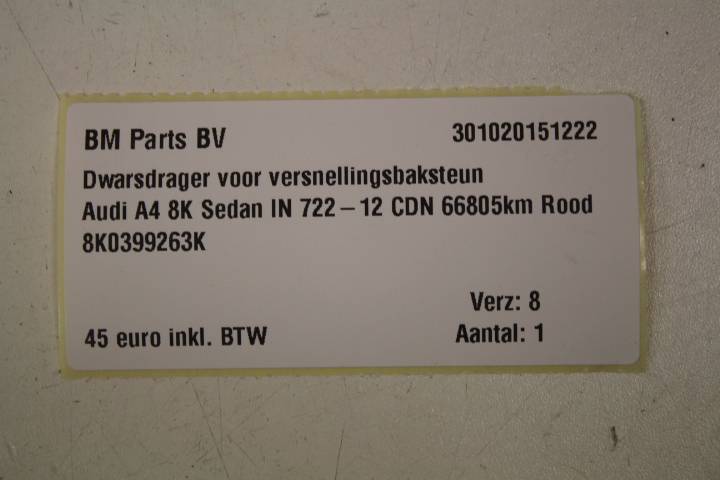 BM Parts BV 301020151222
Dwarsdrager voor versnellingsbaksteun
Audi A4 8K Sedan IN 722 – 12 CDN 66805km Rood
8K0399263K
Verz: 8
45 euro inkl. BTW Aantal: 1